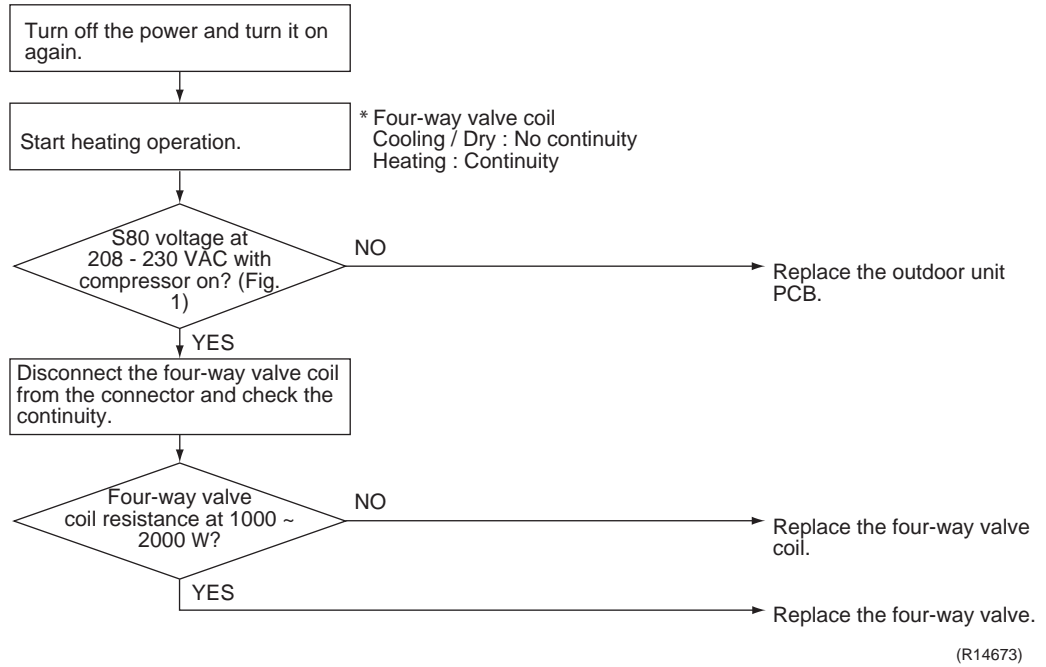 Turn off the power and turn it on
again.
Start heating operation.
* Four-way valve coil
Cooling / Dry : No continuity
Heating : Continuity
S80 voltage at
208 - 230 VAC with
compressor on? (Fig.
1)
NO
Replace the outdoor unit
PCB.
YES
Disconnect the four-way valve coil
from the connector and check the
continuity.
Four-way valve
coil resistance at 1000 ~
2000 W?
NO
Replace the four-way valve
coil.
YES
Replace the four-way valve.
(R14673)